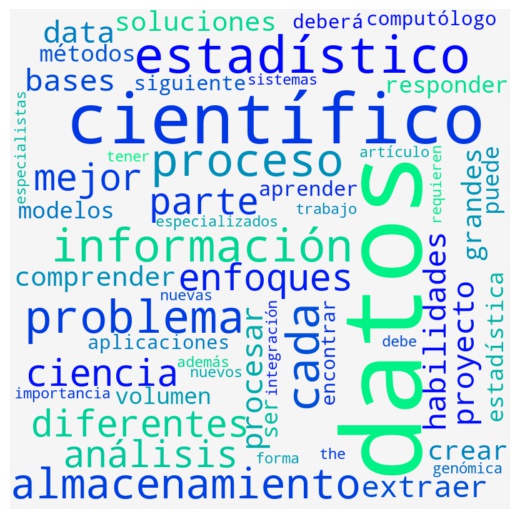 soluciones
deberá
computólogo
data
estadístico
métodos
bases
siguiente
sistemas
responder
especialistas
científico
tener
proceso
artículo
requieren
mejor
parte
aprender
grandes
puede
modelos
trabajo
especializados
datos
información
habilidades
proyecto
estadística
comprender
enfoques
nuevas
problema
cada
encontrar
integración
aplicaciones
debe
procesar
ciencia
además
nuevos
importancia
volumen
ser
diferentes
análisis
forma
the
crear
genómica
almacenamiento
extraer